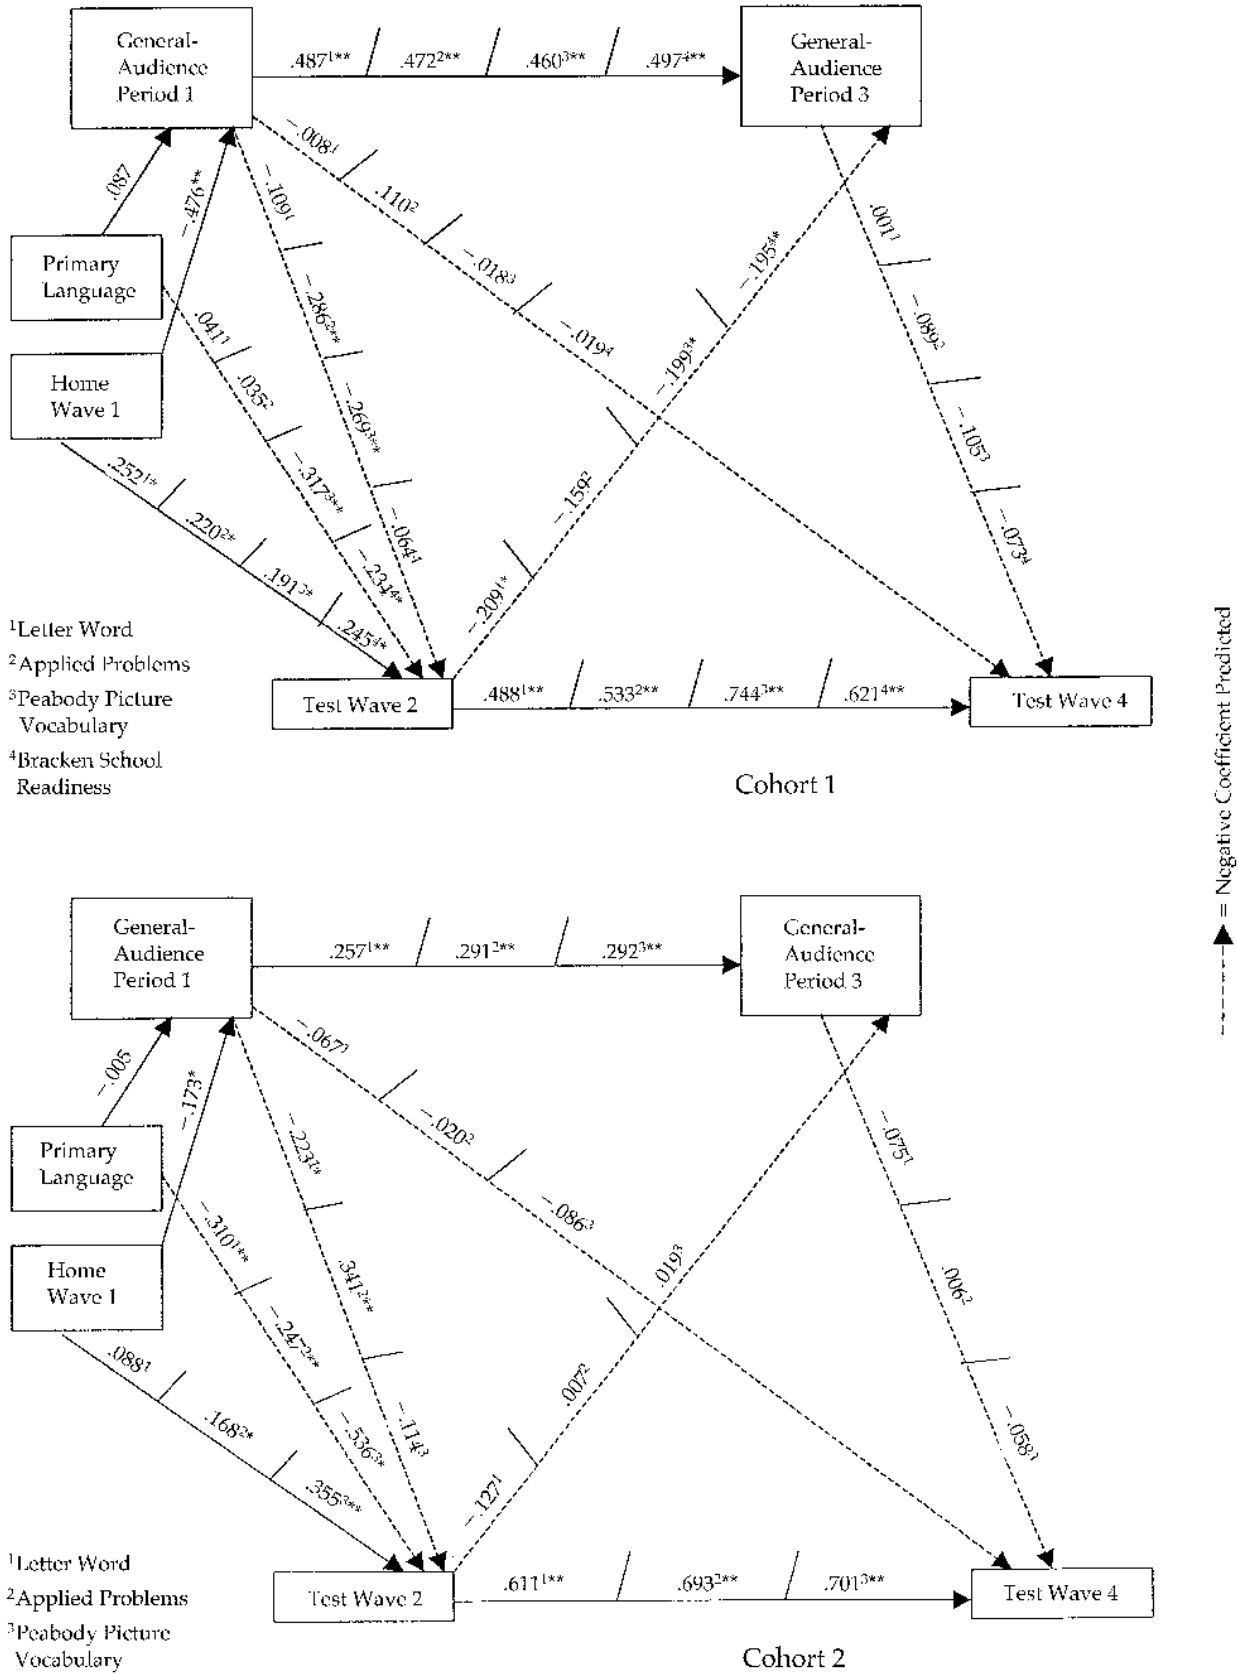 General-
Audience
Period 1
.487¹**
.472²**
.460³**
.497⁴**
General-
Audience
Period 3
.087
-.476**
-.008¹
.110²
-.018³
-.019⁴
-.109¹
-.286²**
-.269³**
-.064⁴
Primary
Language
.041¹
.035²
-.317³**
-.234⁴*
Home
Wave 1
.252¹*
.220²*
.191³*
.245⁴*
-.209¹*
-.159²
-.199³*
-.195⁴*
.001¹
-.089²
-.105³
-.073⁴
¹Letter Word
²Applied Problems
³Peabody Picture
Vocabulary
⁴Bracken School
Readiness
Test Wave 2
.488¹**
.533²**
.744³**
.621⁴**
Test Wave 4
Cohort 1
= Negative Coefficient Predicted
General-
Audience
Period 1
.257¹**
.291²**
.292³**
General-
Audience
Period 3
-.005
-.173*
-.067¹
-.020²
-.086³
-.223¹*
.341²**
-.114³
Primary
Language
-.310¹**
-.247²**
-.536³*
Home
Wave 1
.088¹
.168²*
.355³**
-.127¹
.007²
.019³
-.075¹
.006²
-.058³
¹Letter Word
²Applied Problems
³Peabody Picture
Vocabulary
Test Wave 2
.611¹**
.693²**
.701³**
Test Wave 4
Cohort 2